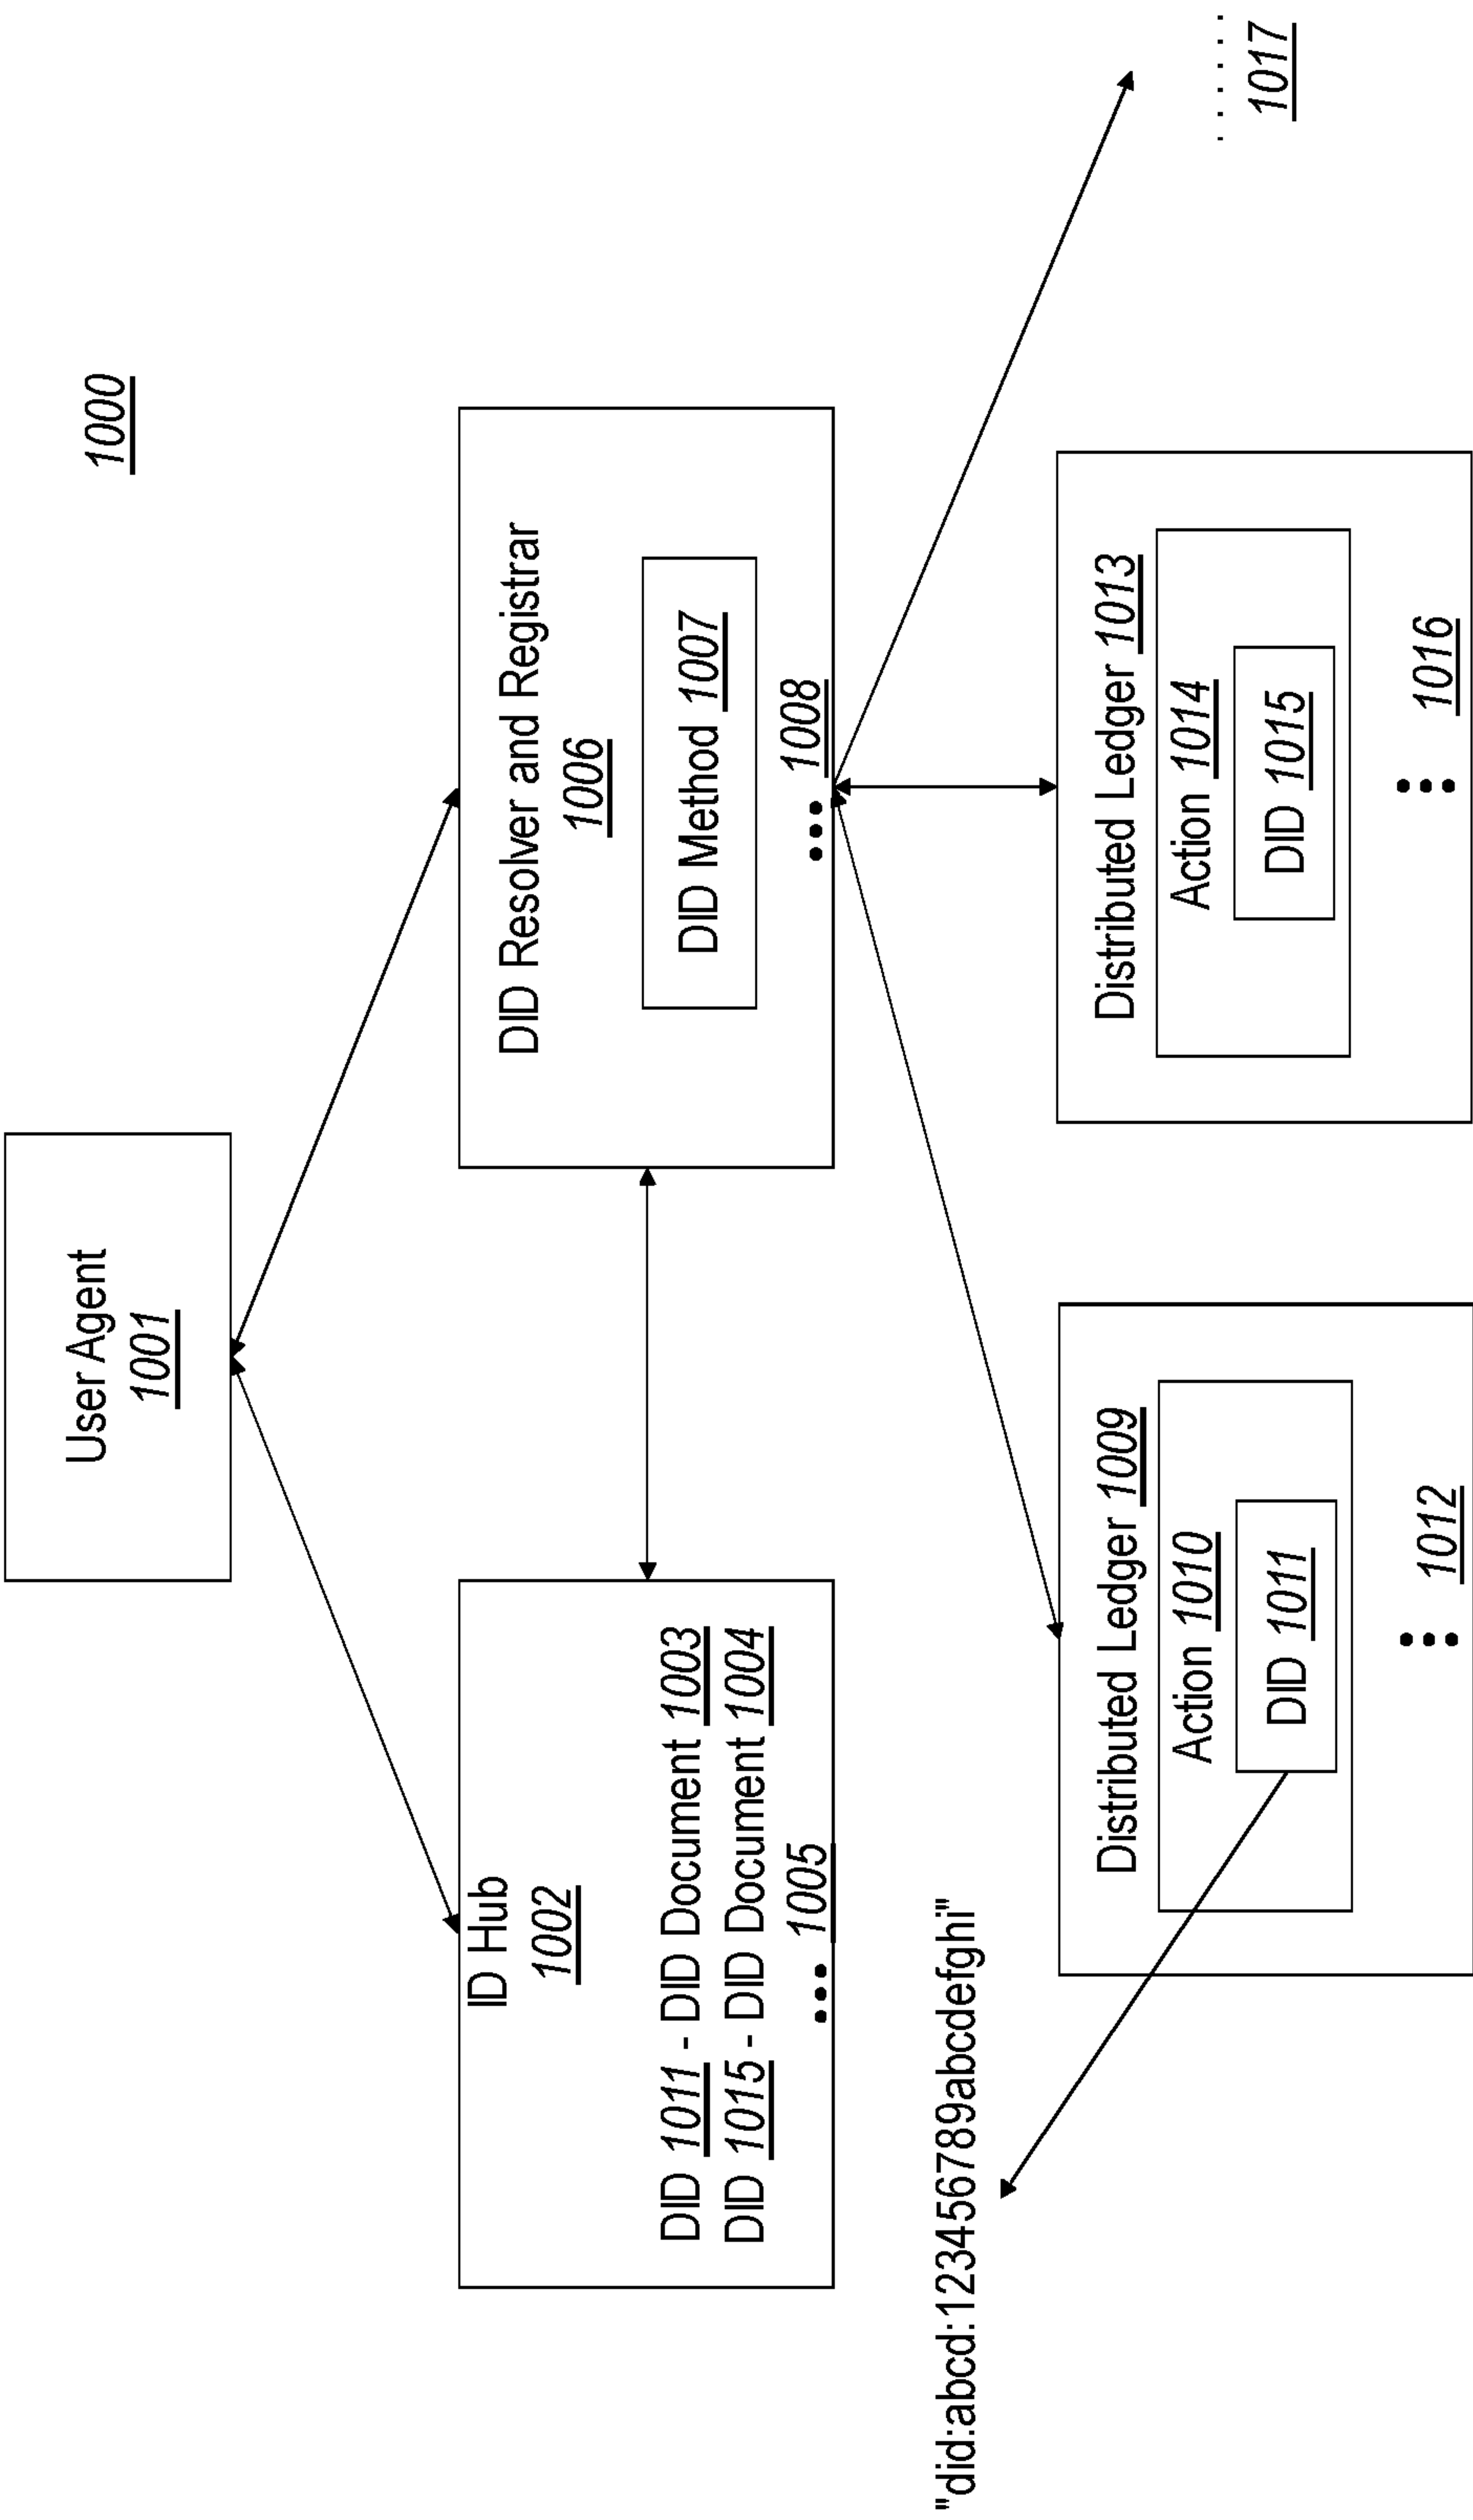 1000
User Agent
1001
ID Hub
1002
DID 1011 - DID Document 1003
DID 1015 - DID Document 1004
... 1005
DID Resolver and Registrar
1006
DID Method 1007
... 1008
"did:abcd:123456789abcdefghi"
Distributed Ledger 1009
Action 1010
DID 1011
1012
Distributed Ledger 1013
Action 1014
DID 1015
1016
......
1017